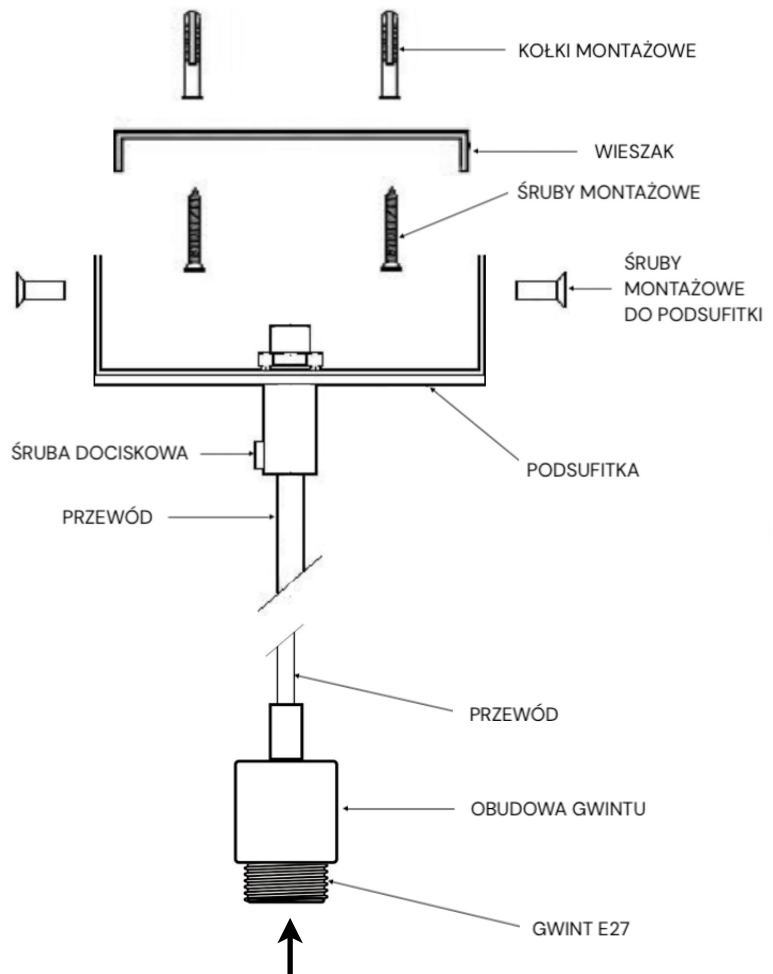 KOŁKI MONTAŻOWE
WIESZAK
ŚRUBY MONTAŻOWE
ŚRUBY
MONTAŻOWE
DO PODSUFITKI
ŚRUBA DOCISKOWA
PODSUFITKA
PRZEWÓD
PRZEWÓD
OBUDOWA GWINTU
GWINT E27